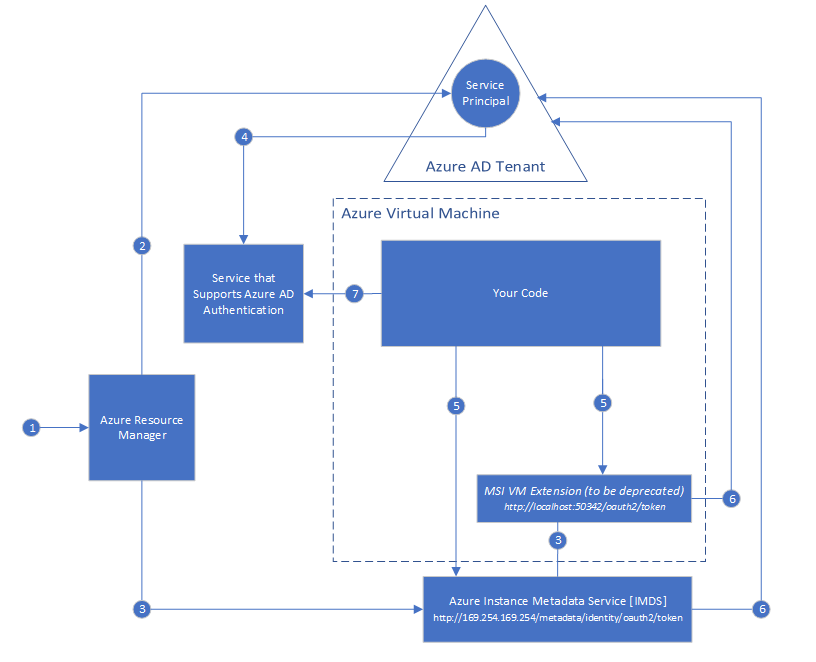 Service
Principal
Azure AD Tenant
4
Azure Virtual Machine
2
Service that
Supports Azure AD
Authentication
7
Your Code
5
5
Azure Resource
Manager
1
MSI VM Extension (to be deprecated)
http://localhost:50342/oauth2/token
6
3
3
Azure Instance Metadata Service [IMDS]
http://169.254.169.254/metadata/identity/oauth2/token
6